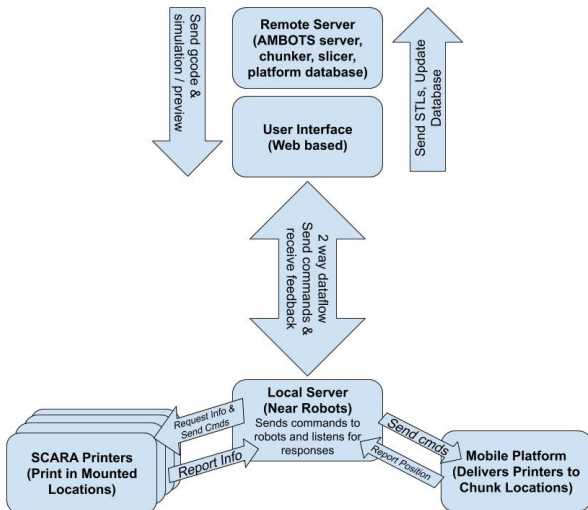 Remote Server
(AMBOTS server,
chunker, slicer,
platform database)
Send gcode &
simulation / preview
Send STLs, Update
Database
User Interface
(Web based)
2 way dataflow
Send commands &
receive feedback
Local Server
(Near Robots)
Sends commands to
robots and listens for
responses
Request Info &
Send Cmds
Report Info
Send cmds
Report Position
SCARA Printers
(Print in Mounted
Locations)
Mobile Platform
(Delivers Printers to
Chunk Locations)